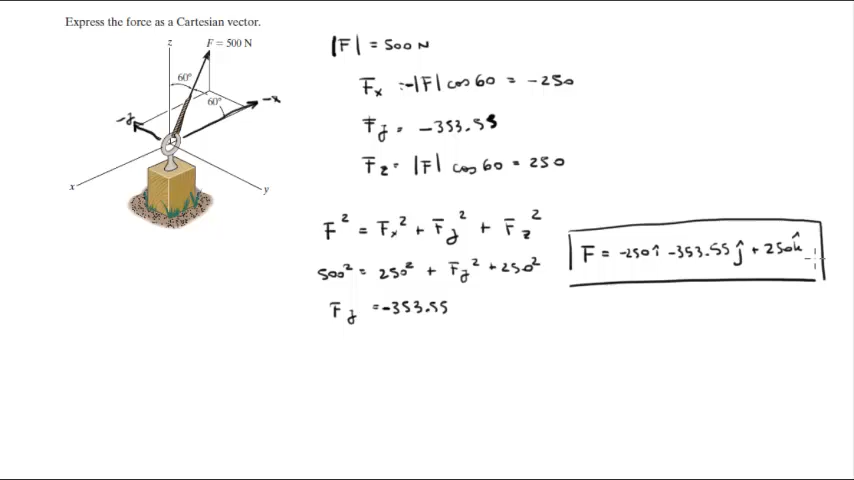 Express the force as a Cartesian vector.
z
F = 500 N
60°
60°
-x
-y
x
y
|F| = 500 N
Fx = -|F| cos 60 = -250
Fy = -353.55
Fz = |F| cos 60 = 250
F² = Fx² + Fy² + Fz²
500² = 250² + Fy² + 250²
Fy = -353.55
F = -250î -353.55ĵ + 250k̂